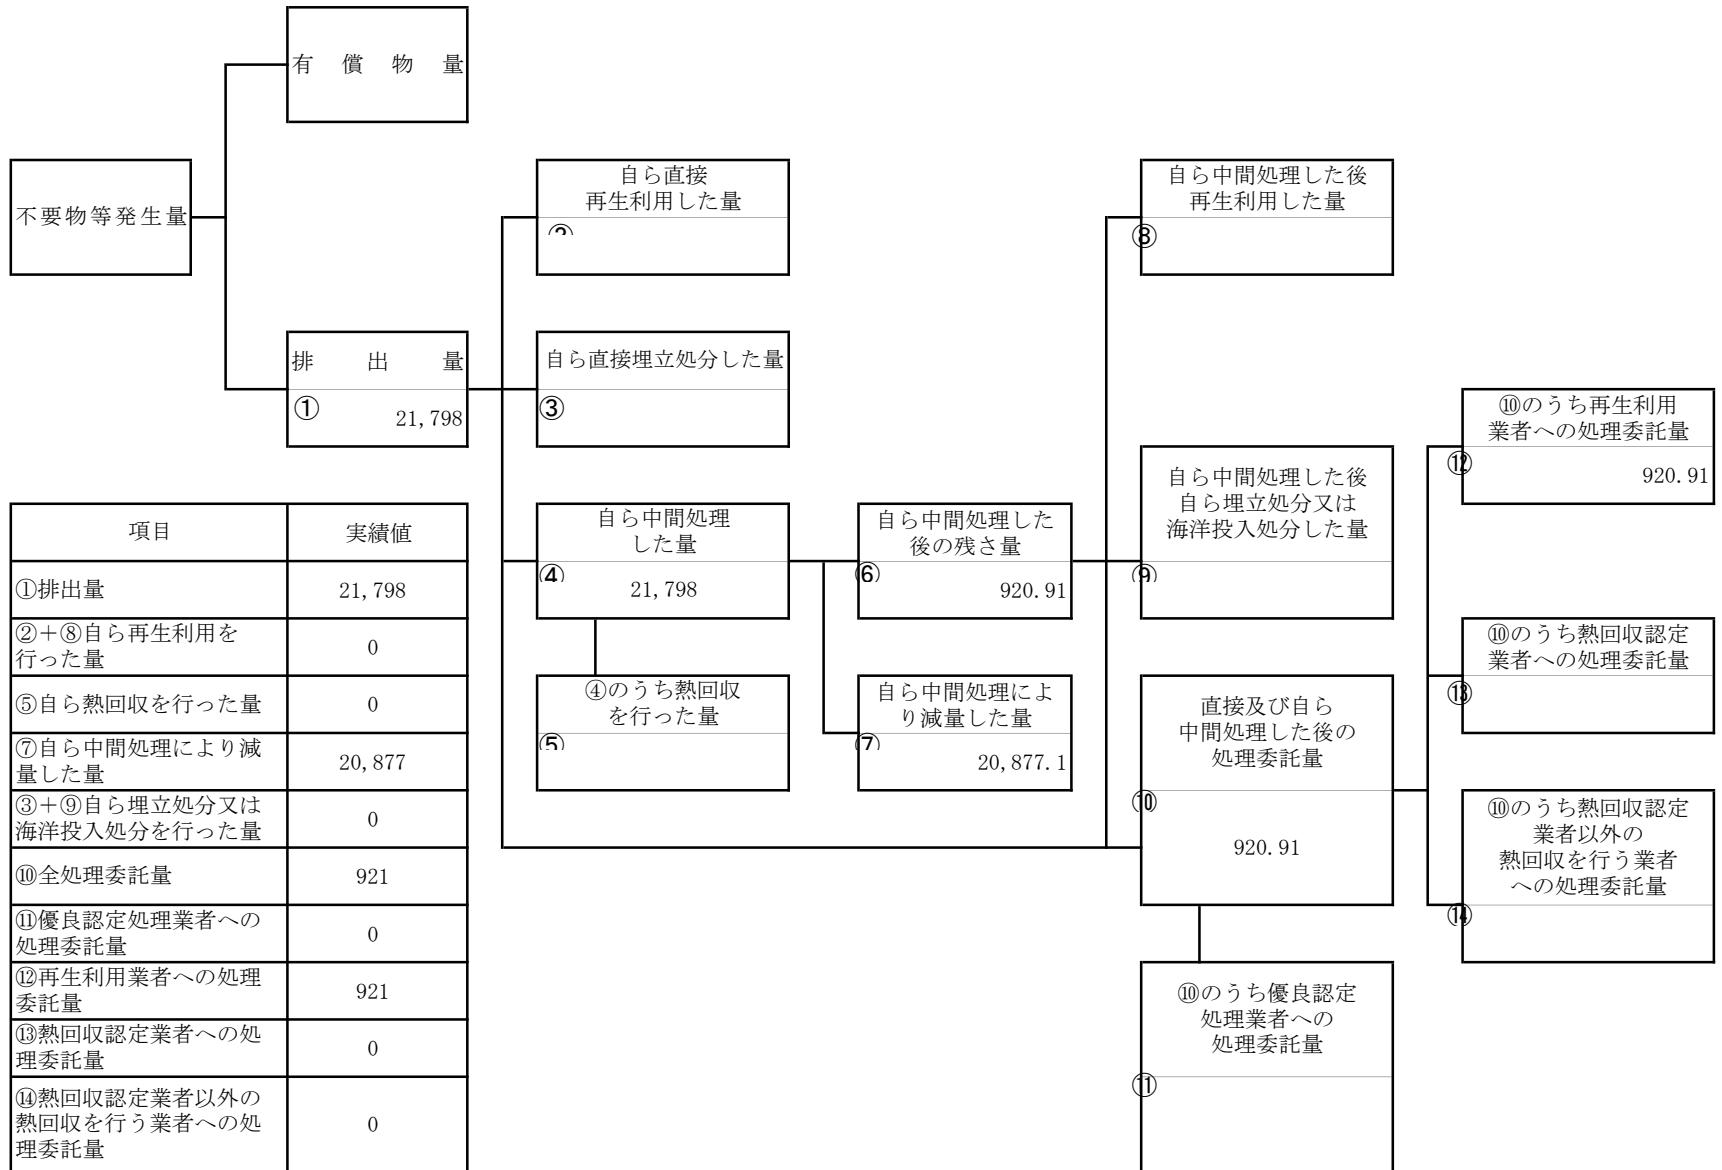 有償物量
不要物等発生量
排出量
①
21,798
自ら直接
再生利用した量
②
自ら直接埋立処分した量
③
自ら中間処理
した量
④
21,798
④のうち熱回収
を行った量
⑤
自ら中間処理した
後の残さ量
⑥
920.91
自ら中間処理によ
り減量した量
⑦
20,877.1
自ら中間処理した後
再生利用した量
⑧
自ら中間処理した後
自ら埋立処分又は
海洋投入処分した量
⑨
直接及び自ら
中間処理した後の
処理委託量
⑩
920.91
⑩のうち優良認定
処理業者への
処理委託量
⑪
⑩のうち再生利用
業者への処理委託量
⑫
920.91
⑩のうち熱回収認定
業者への処理委託量
⑬
⑩のうち熱回収認定
業者以外の
熱回収を行う業者
への処理委託量
⑭
項目 実績値
①排出量 21,798
②+⑧自ら再生利用を
行った量 0
⑤自ら熱回収を行った量 0
⑦自ら中間処理により減
量した量 20,877
③+⑨自ら埋立処分又は
海洋投入処分を行った量 0
⑩全処理委託量 921
⑪優良認定処理業者への
処理委託量 0
⑫再生利用業者への処理
委託量 921
⑬熱回収認定業者への処
理委託量 0
⑭熱回収認定業者以外の
熱回収を行う業者への処
理委託量 0